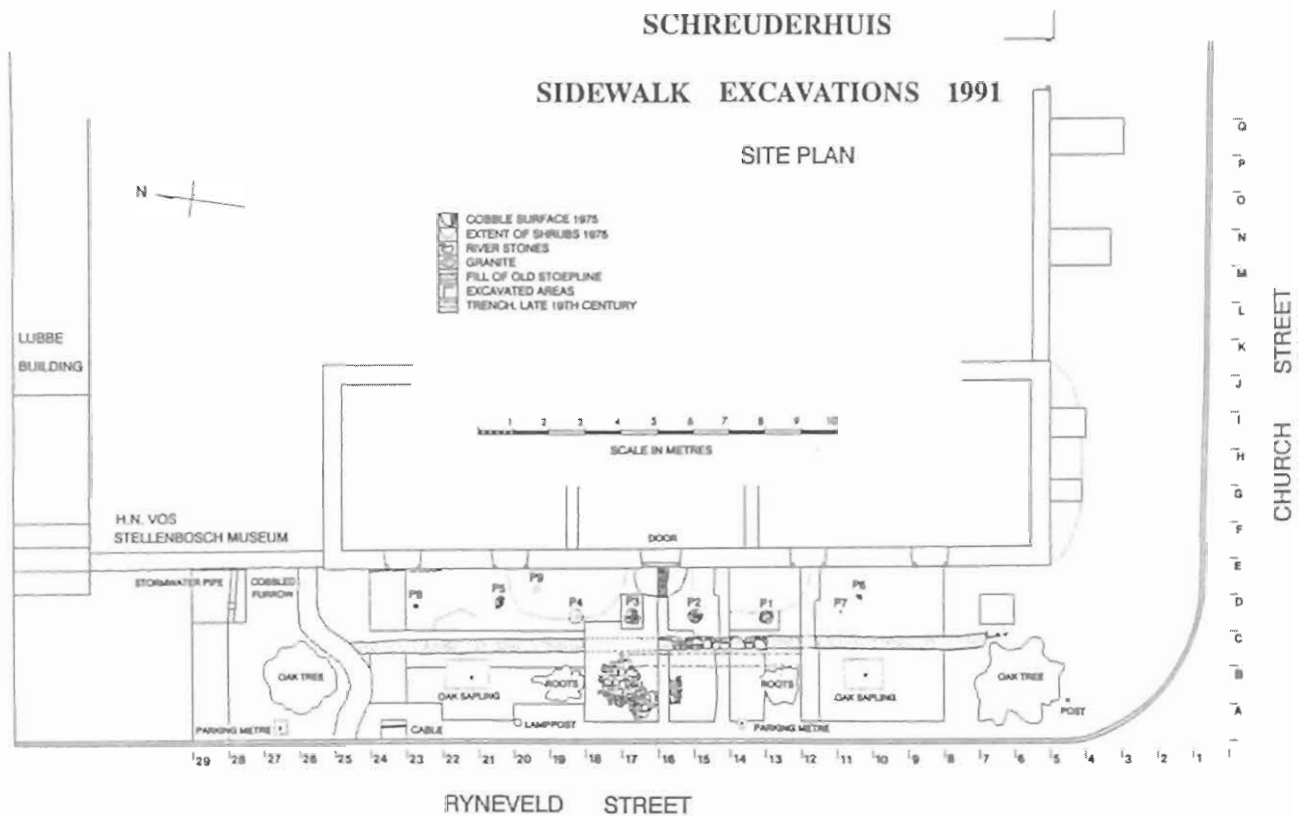 SCHREUDERHUIS
SIDEWALK EXCAVATIONS 1991
SITE PLAN
N
COBBLE SURFACE 1975
EXTENT OF SHRUBS 1975
RIVER STONES
GRANITE
FILL OF OLD STOEPLINE
EXCAVATED AREAS
TRENCH, LATE 19TH CENTURY
LUBBE
BUILDING
1 2 3 4 5 6 7 8 9 10
SCALE IN METRES
H.N. VOS
STELLENBOSCH MUSEUM
DOOR
STORMWATER PIPE
COBBLED
FURROW
P8
P5
P9
P4
P3
P2
P1
P7
P6
OAK TREE
OAK SAPLING
ROOTS
ROOTS
OAK SAPLING
OAK TREE
POST
PARKING METRE
CABLE
LAMPPOST
PARKING METRE
Q
P
O
N
M
L
K
J
I
H
G
F
E
D
C
B
A
CHURCH STREET
29 28 27 26 25 24 23 22 21 20 19 18 17 16 15 14 13 12 11 10 9 8 7 6 5 4 3 2 1
RYNEVELD STREET